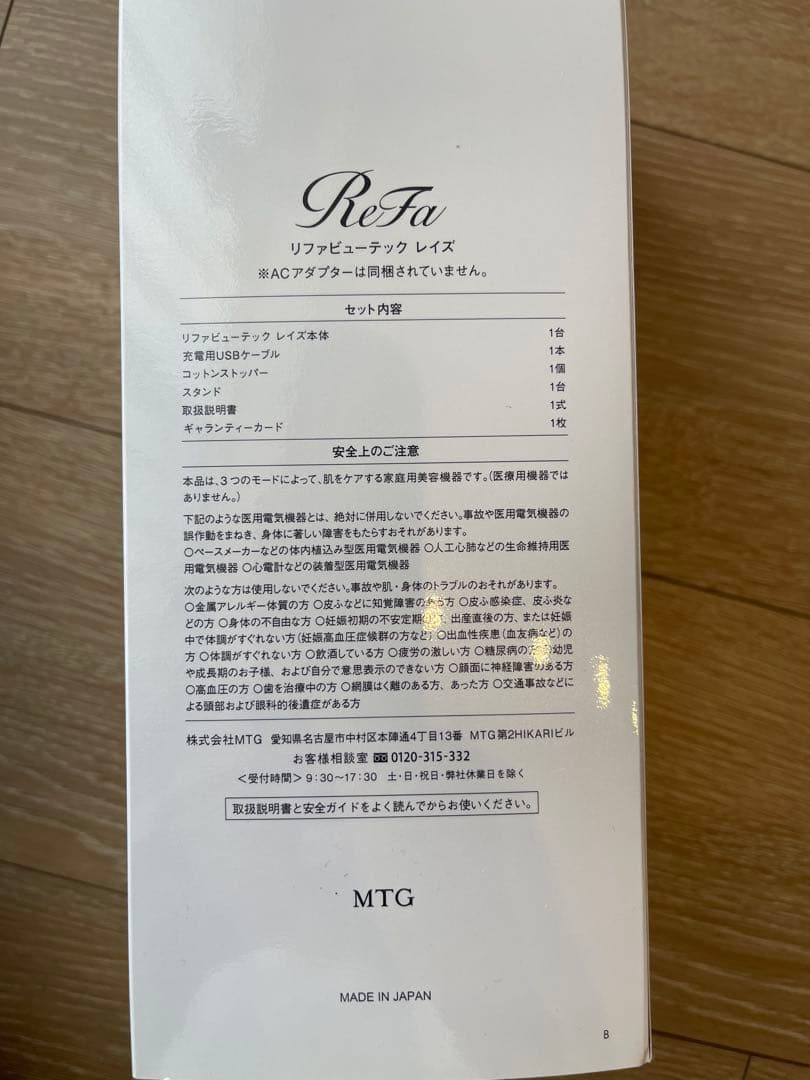 ReFa
リファビューテック レイズ
※ACアダプターは同梱されていません。
セット内容
リファビューテック レイズ本体 1台
充電用USBケーブル 1本
コットンストッパー 1個
スタンド 1台
取扱説明書 1式
ギャランティーカード 1枚
安全上のご注意
本品は、3つのモードによって、肌をケアする家庭用美容機器です。(医療用機器では
ありません。)
下記のような医用電気機器とは、絶対に併用しないでください。事故や医用電気機器の
誤作動をまねき、身体に著しい障害をもたらすおそれがあります。
○ペースメーカーなどの体内植込み型医用電気機器 ○人工心肺などの生命維持用医
用電気機器 ○心電計などの装着型医用電気機器
次のような方は使用しないでください。事故や肌・身体のトラブルのおそれがあります。
○金属アレルギー体質の方 ○皮ふなどに知覚障害のある方 ○皮ふ感染症、皮ふ炎な
どの方 ○身体の不自由な方 ○妊娠初期の不安定期の方、出産直後の方、または妊娠
中で体調がすぐれない方(妊娠高血圧症候群の方など) ○出血性疾患(血友病など)の
方 ○体調がすぐれない方 ○飲酒している方 ○疲労の激しい方 ○糖尿病の方 ○幼児
や成長期のお子様、および自分で意思表示のできない方 ○顔面に神経障害のある方
○高血圧の方 ○歯を治療中の方 ○網膜はく離のある方、あった方 ○交通事故などに
よる頭部および眼科的後遺症がある方
株式会社MTG 愛知県名古屋市中村区本陣通4丁目13番 MTG第2HIKARIビル
お客様相談室 0120-315-332
＜受付時間＞9:30〜17:30 土・日・祝日・弊社休業日を除く
取扱説明書と安全ガイドをよく読んでからお使いください。
MTG
MADE IN JAPAN
B